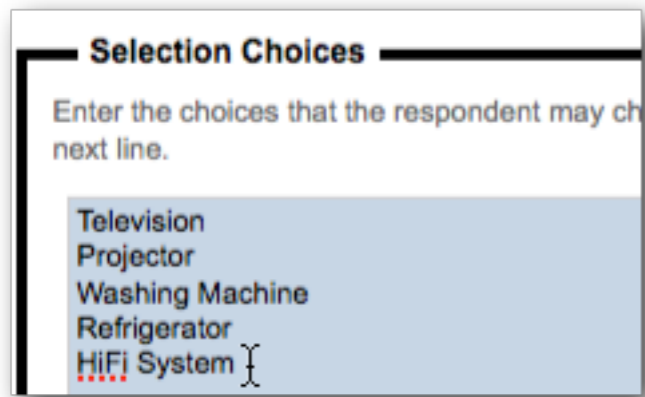 Selection Choices
Enter the choices that the respondent may ch
next line.
Television
Projector
Washing Machine
Refrigerator
HiFi System